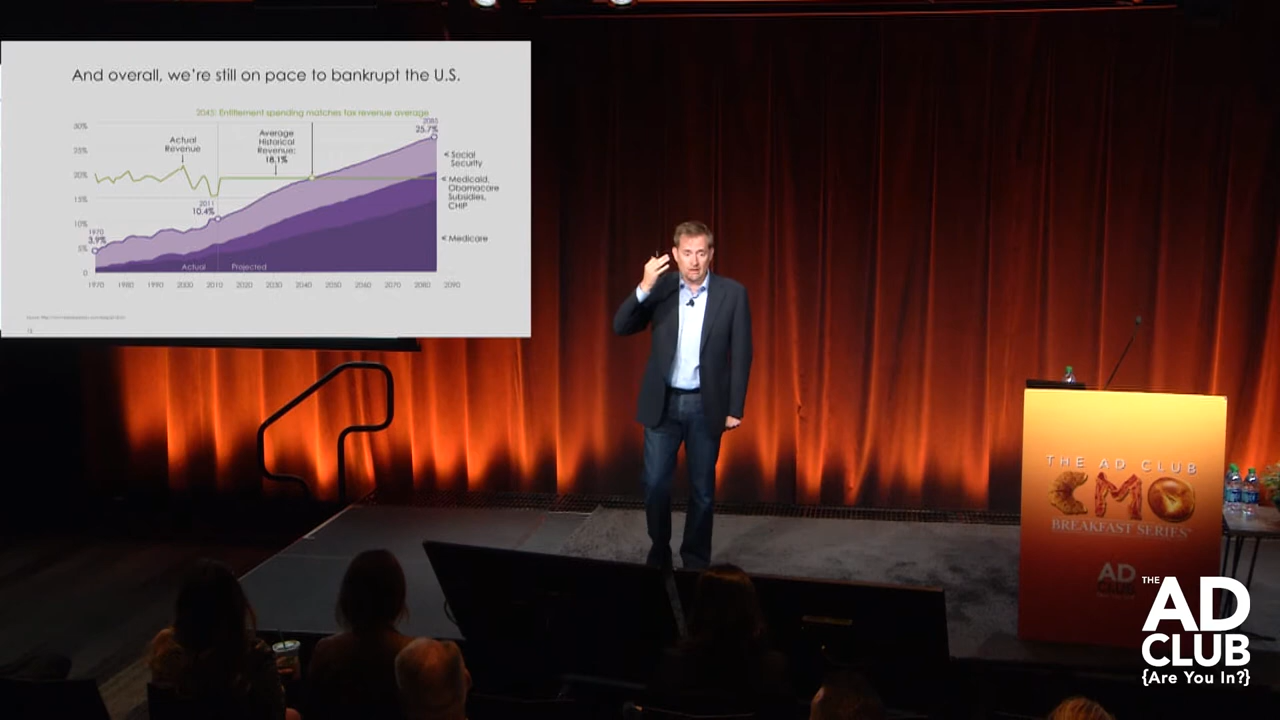 And overall, we're still on pace to bankrupt the U.S.
2045: Entitlement spending matches tax revenue average
30%
25%
20%
15%
10%
5%
0
Actual
Revenue
Average
Historical
Revenue:
18.1%
2085
25.7%
2011
10.4%
1970
3.9%
< Social
Security
< Medicaid,
Obamacare
Subsidies,
CHIP
< Medicare
Actual
Projected
1970 1980 1990 2000 2010 2020 2030 2040 2050 2060 2070 2080 2090
THE AD CLUB
CMO
BREAKFAST SERIES
AD
CLUB
THE
AD
CLUB
{Are You In?}